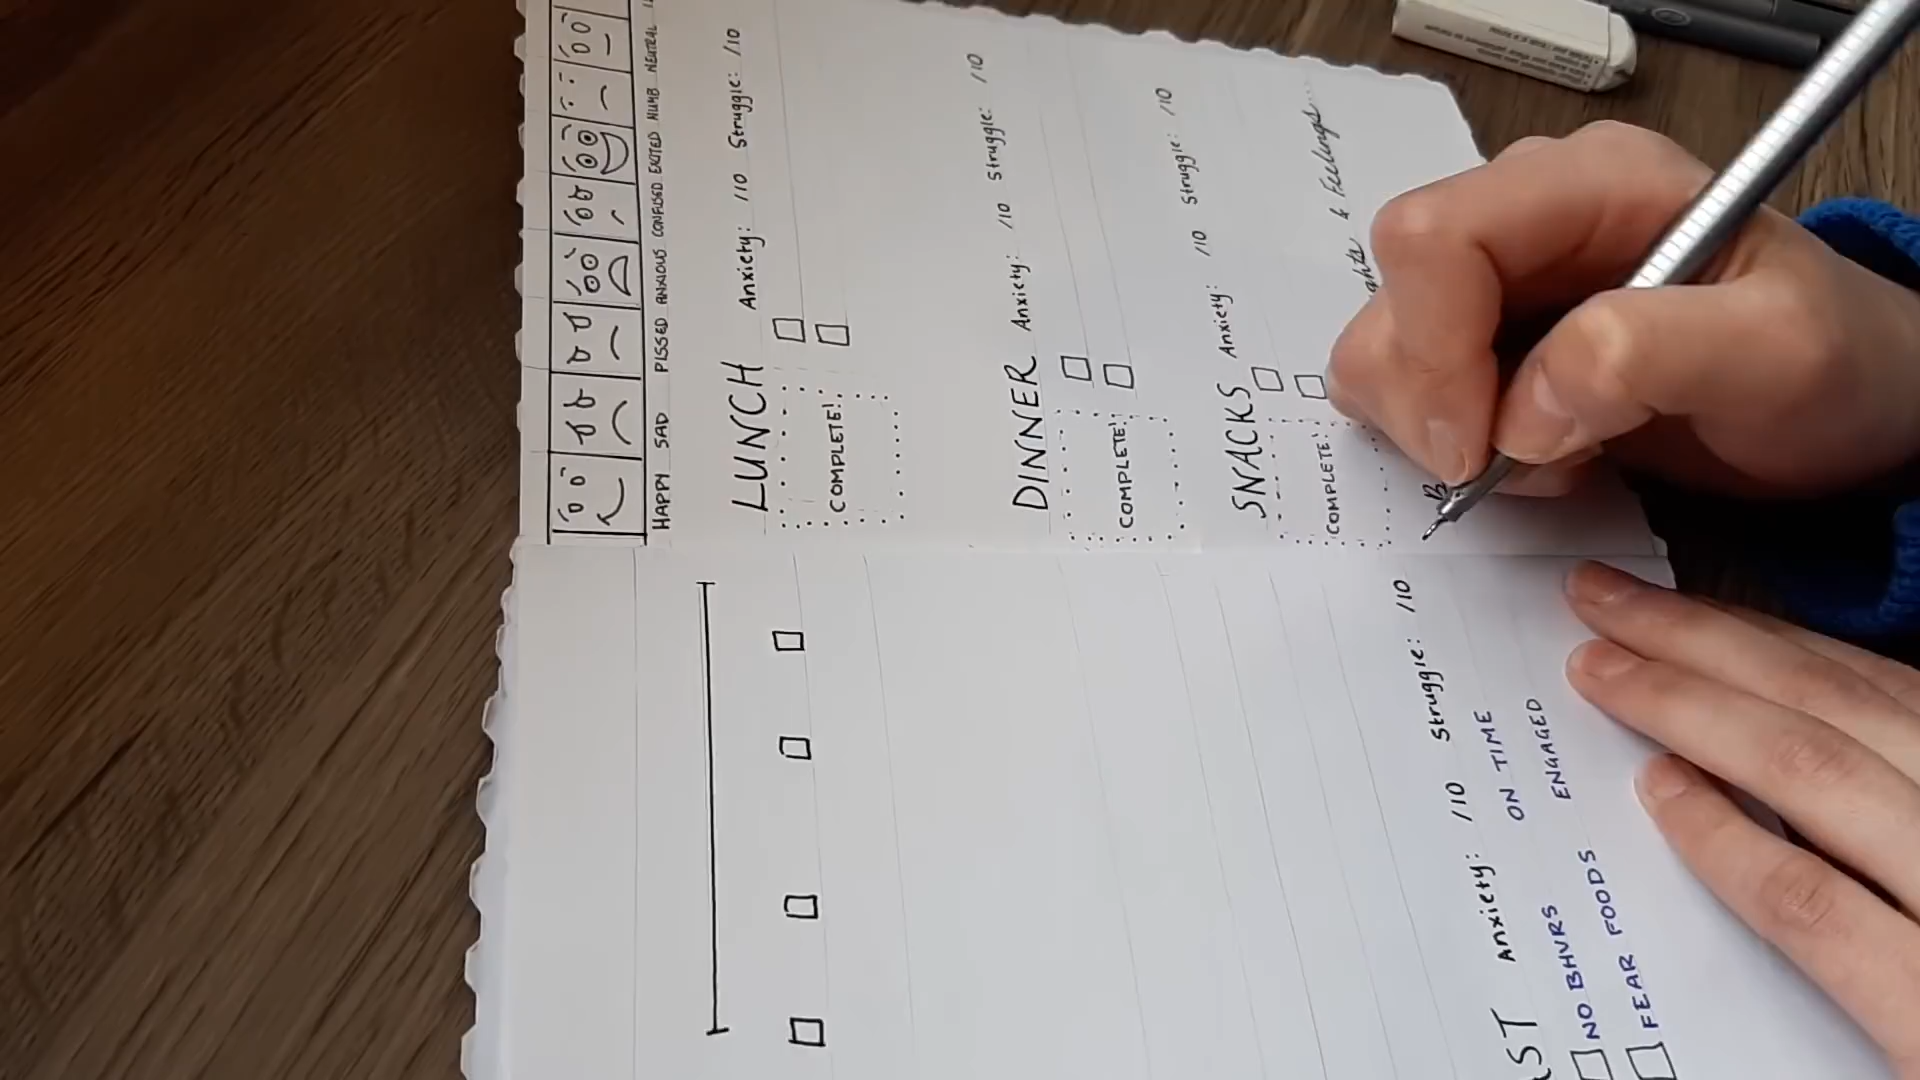 HAPPY SAD PISSED ANXIOUS CONFUSED EXCITED NUMB NEUTRAL
LUNCH Anxiety: /10 Struggle: /10
COMPLETE!
DINNER Anxiety: /10 Struggle: /10
COMPLETE!
SNACKS Anxiety: /10 Struggle: /10
COMPLETE!
& Feelings...
B
Anxiety: /10 Struggle: /10
NO BHVRS ON TIME
FEAR FOODS ENGAGED